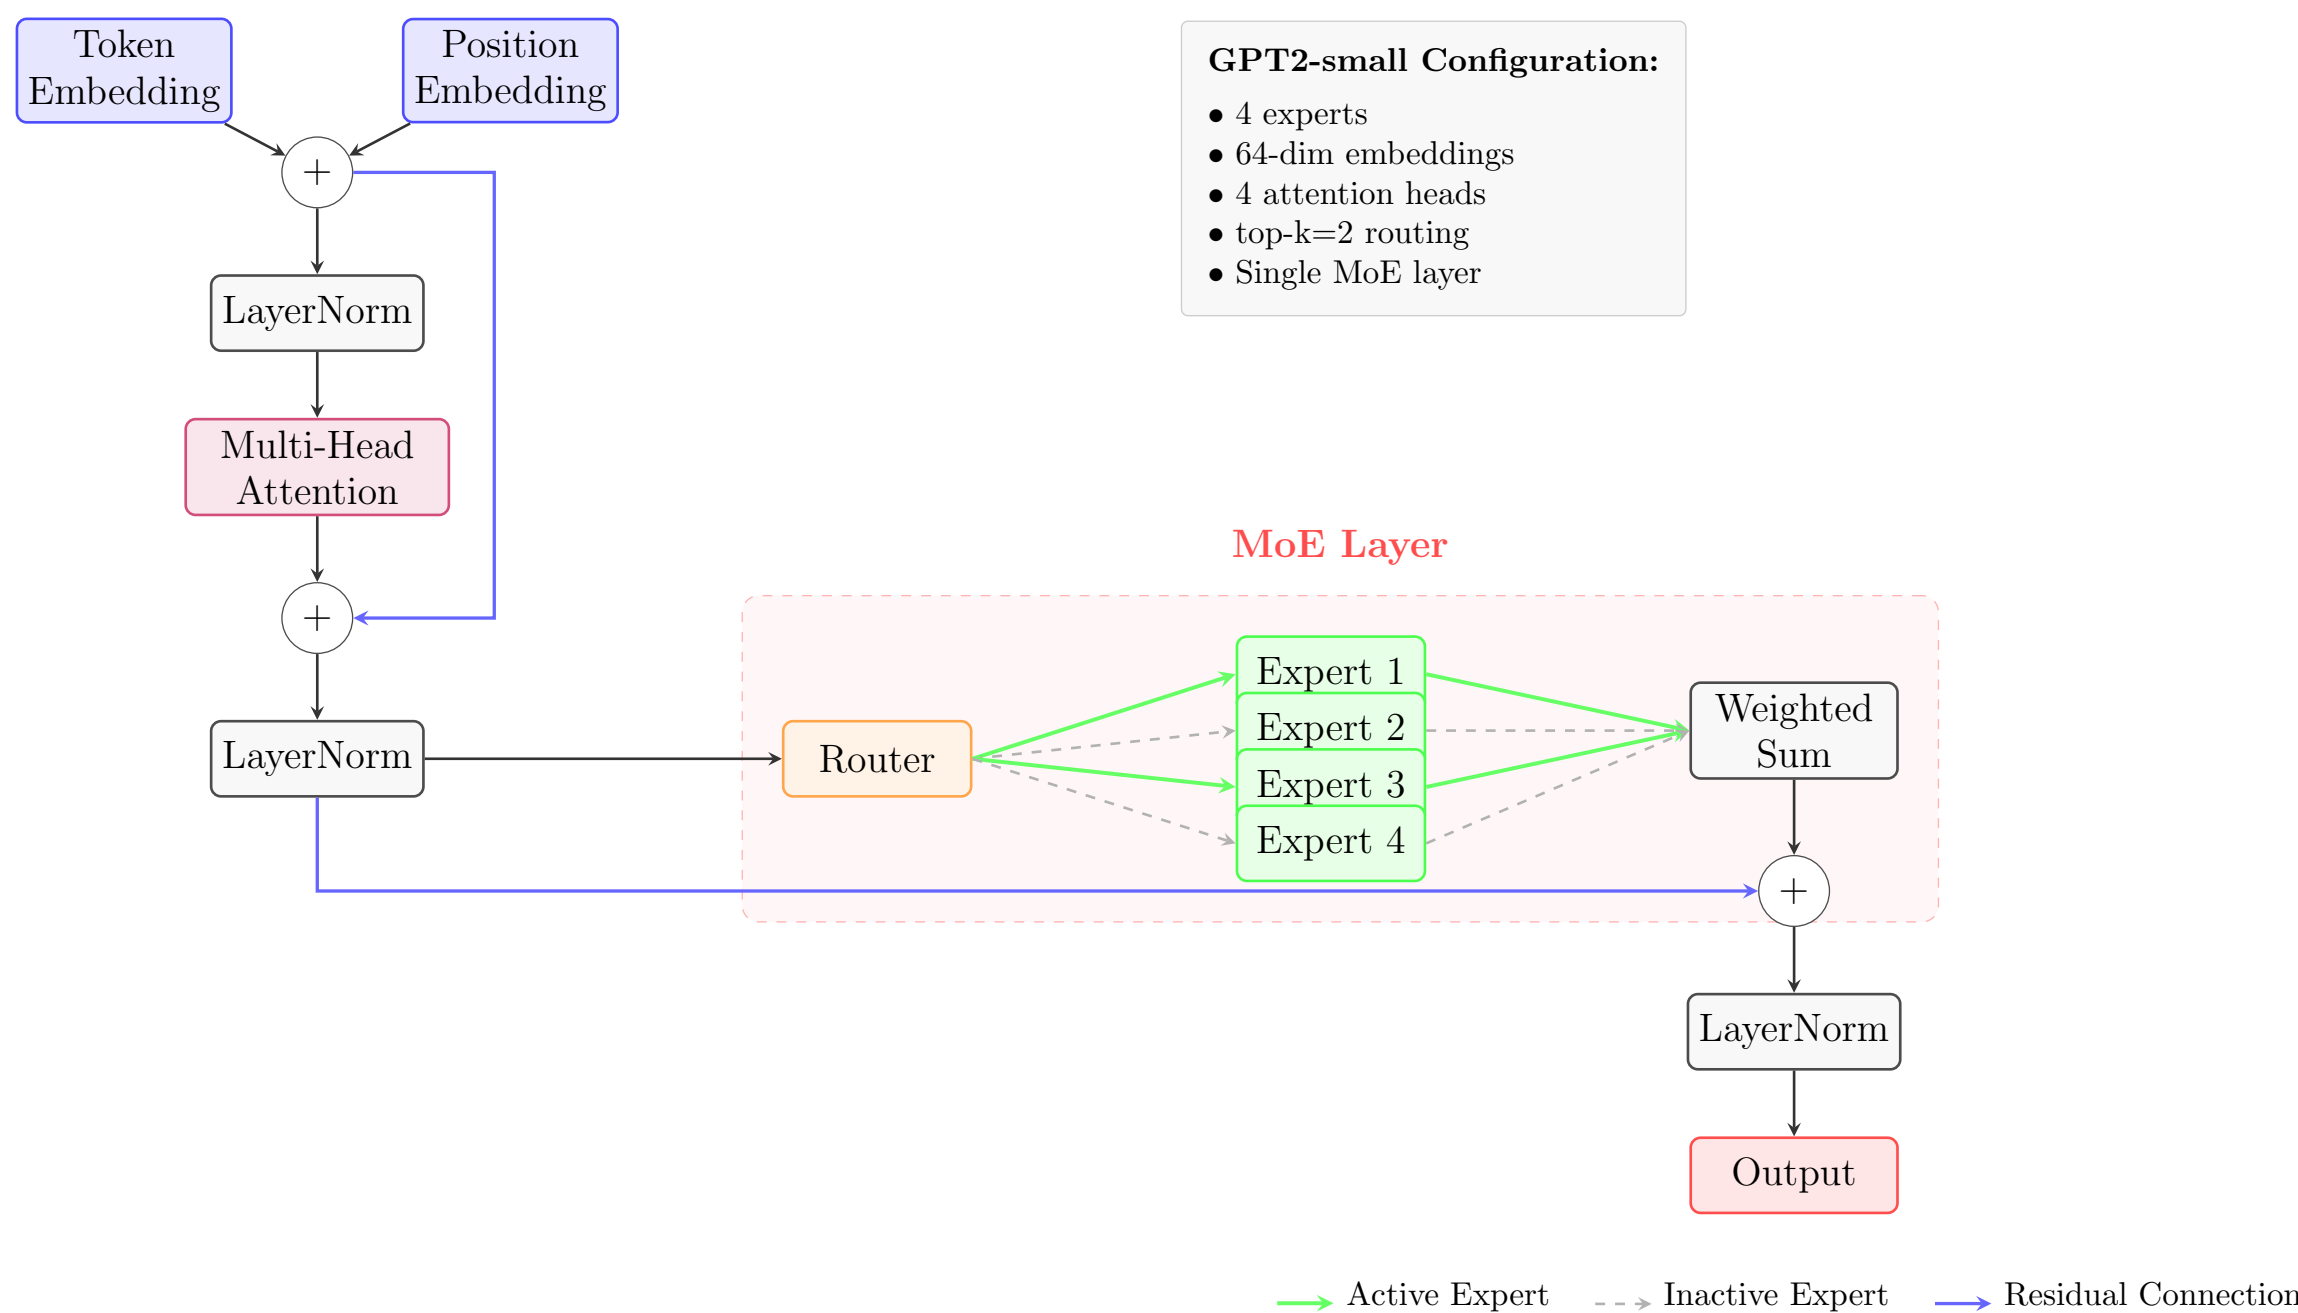 Token
Embedding
Position
Embedding
+
LayerNorm
Multi-Head
Attention
+
LayerNorm
GPT2-small Configuration:
• 4 experts
• 64-dim embeddings
• 4 attention heads
• top-k=2 routing
• Single MoE layer
MoE Layer
Router
Expert 1
Expert 2
Expert 3
Expert 4
Weighted
Sum
+
LayerNorm
Output
Active Expert
Inactive Expert
Residual Connection